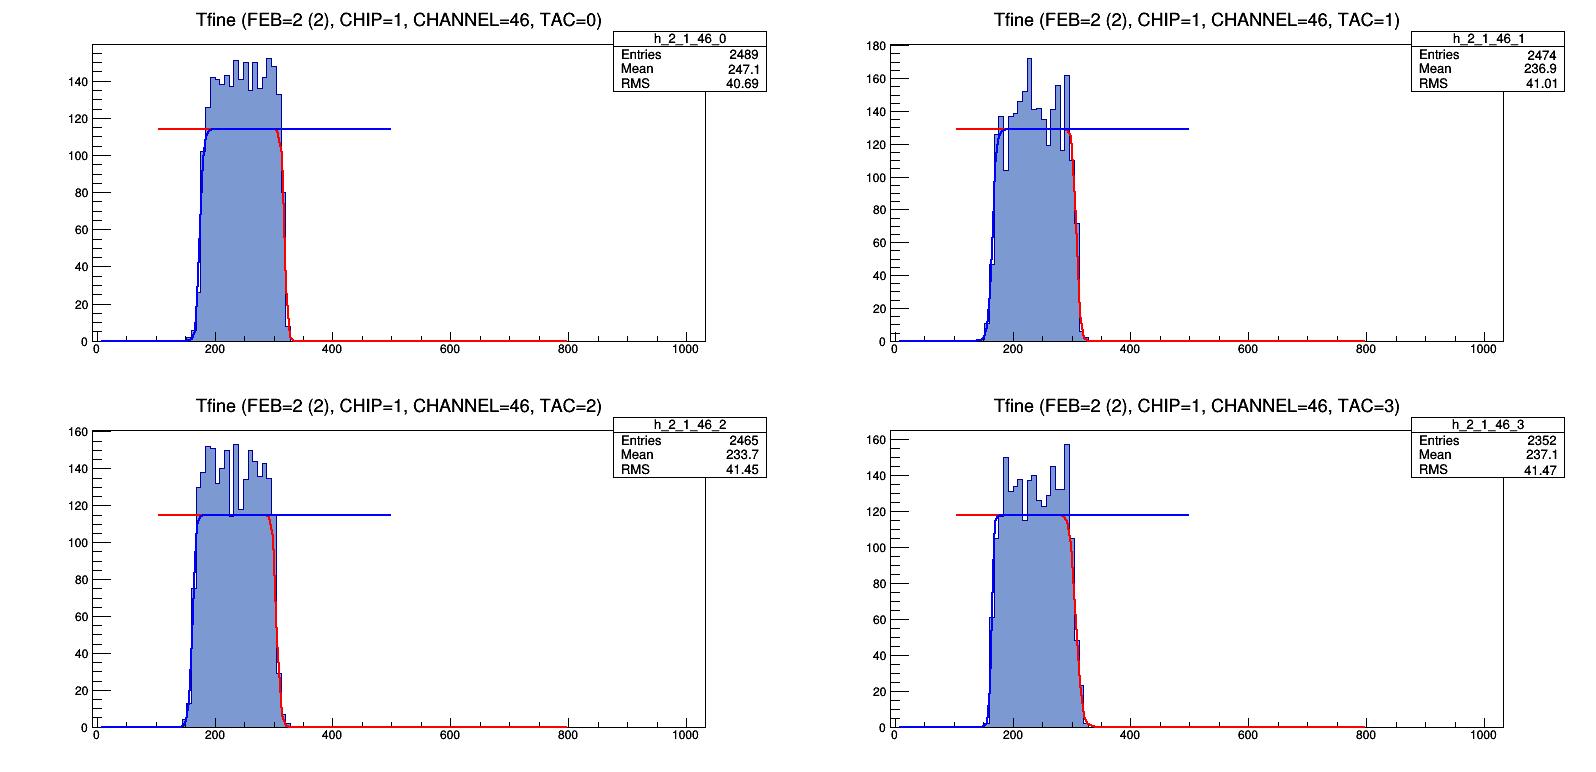 Tfine (FEB=2 (2), CHIP=1, CHANNEL=46, TAC=0)
h_2_1_46_0
Entries 2489
Mean 247.1
RMS 40.69
140
120
100
80
60
40
20
0
0 200 400 600 800 1000
Tfine (FEB=2 (2), CHIP=1, CHANNEL=46, TAC=1)
h_2_1_46_1
Entries 2474
Mean 236.9
RMS 41.01
180
160
140
120
100
80
60
40
20
0
0 200 400 600 800 1000
Tfine (FEB=2 (2), CHIP=1, CHANNEL=46, TAC=2)
h_2_1_46_2
Entries 2465
Mean 233.7
RMS 41.45
160
140
120
100
80
60
40
20
0
0 200 400 600 800 1000
Tfine (FEB=2 (2), CHIP=1, CHANNEL=46, TAC=3)
h_2_1_46_3
Entries 2352
Mean 237.1
RMS 41.47
160
140
120
100
80
60
40
20
0
0 200 400 600 800 1000